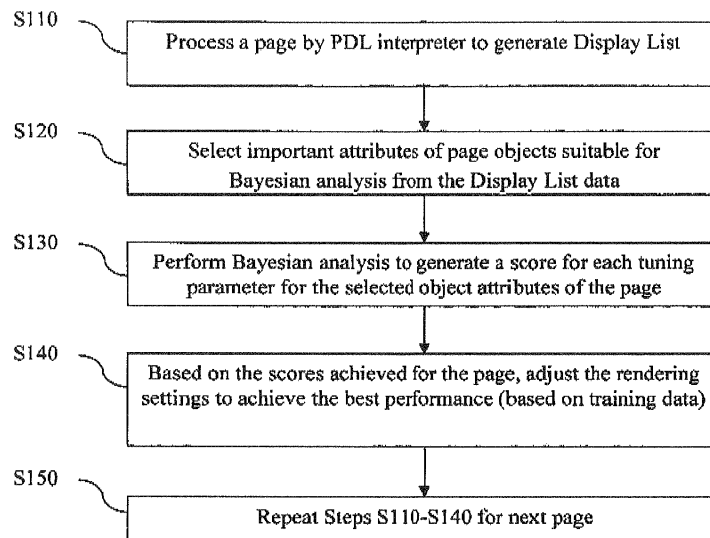 S110
Process a page by PDL interpreter to generate Display List
S120
Select important attributes of page objects suitable for
Bayesian analysis from the Display List data
S130
Perform Bayesian analysis to generate a score for each tuning
parameter for the selected object attributes of the page
S140
Based on the scores achieved for the page, adjust the rendering
settings to achieve the best performance (based on training data)
S150
Repeat Steps S110-S140 for next page